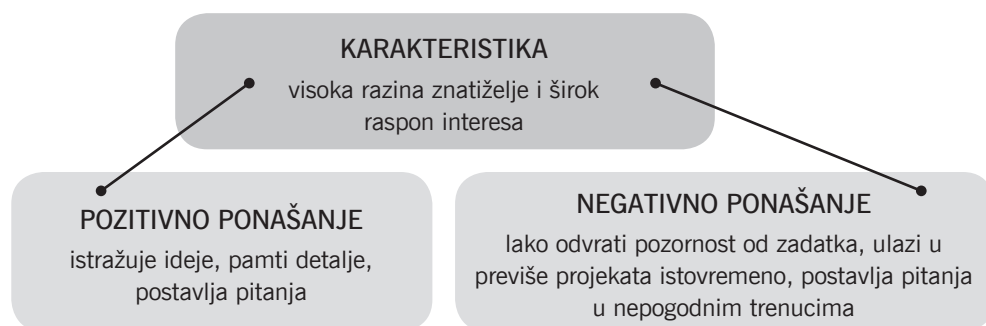 KARAKTERISTIKA
visoka razina znatiželje i širok
raspon interesa
POZITIVNO PONAŠANJE
istražuje ideje, pamti detalje,
postavlja pitanja
NEGATIVNO PONAŠANJE
lako odvrati pozornost od zadatka, ulazi u
previše projekata istovremeno, postavlja pitanja
u nepogodnim trenucima